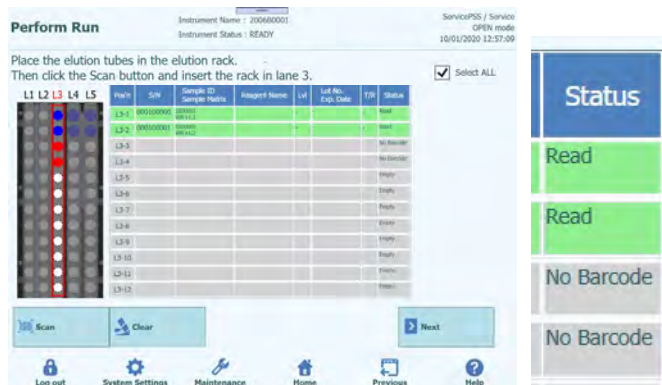 Perform Run
Instrument Name : 200680001
Instrument Status : READY
ServicePSS / Service
OPEN mode
10/01/2020 12:57:09
Place the elution tubes in the elution rack.
Then click the Scan button and insert the rack in lane 3.
Select ALL
L1 L2 L3 L4 L5
Pos'n S/N Sample ID Sample Matrix Reagent Name Lvl Lot No. Exp. Date T/R Status
L3-1 000100000 Read
L3-2 000100001 Read
L3-3 No Barcode
L3-4 No Barcode
L3-5 Empty
L3-6 Empty
L3-7 Empty
L3-8 Empty
L3-9 Empty
L3-10 Empty
L3-11 Empty
L3-12 Empty
Scan
Clear
Next
Log out
System Settings
Maintenance
Home
Previous
Help
Status
Read
Read
No Barcode
No Barcode